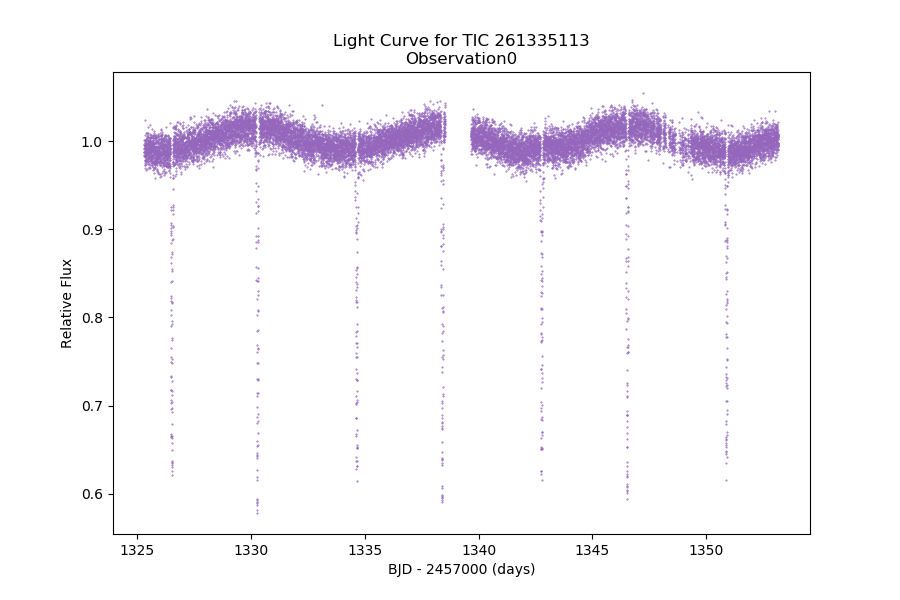 Light Curve for TIC 261335113
Observation0
1.0
0.9
0.8
0.7
0.6
Relative Flux
1325
1330
1335
1340
1345
1350
BJD - 2457000 (days)